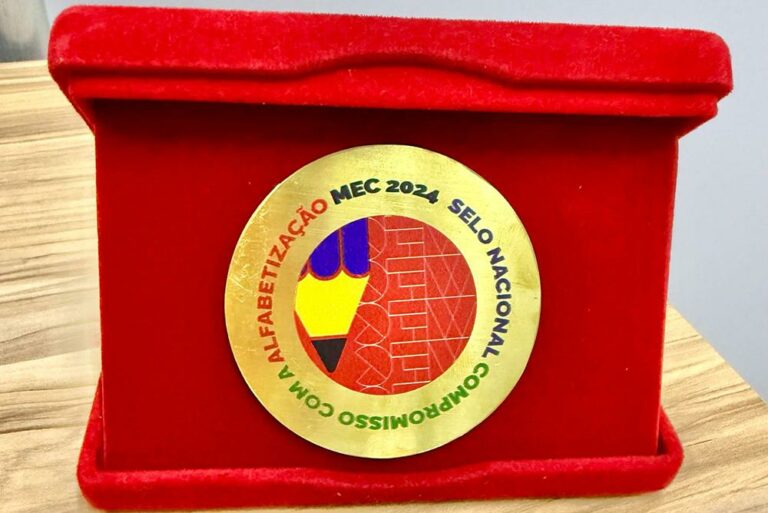 SELO NACIONAL COMPROMISSO COM A ALFABETIZAÇÃO MEC 2024